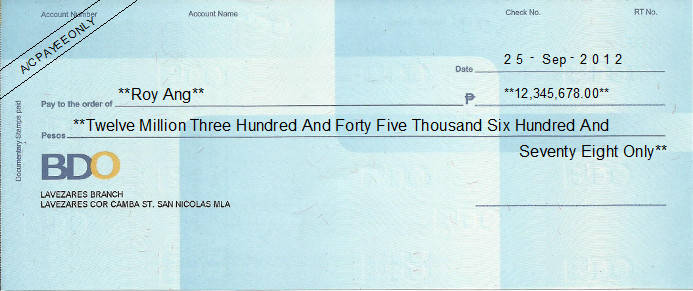 Account Number Account Name Check No. RT No.
A/C PAYEE ONLY
Date 25 - Sep - 2012
Pay to the order of **Roy Ang** ₱ **12,345,678.00**
Pesos **Twelve Million Three Hundred And Forty Five Thousand Six Hundred And
Seventy Eight Only**
Documentary Stamps paid
BDO
LAVEZARES BRANCH
LAVEZARES COR CAMBA ST. SAN NICOLAS MLA